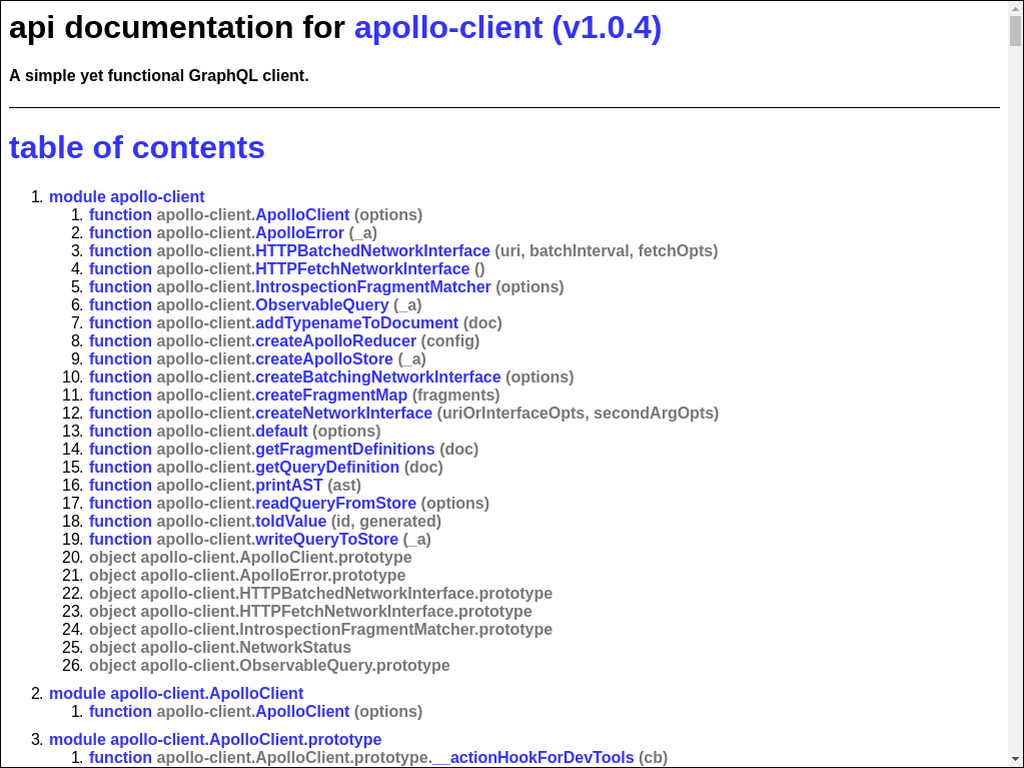 api documentation for apollo-client (v1.0.4)
A simple yet functional GraphQL client.
table of contents
1. module apollo-client
1. function apollo-client.ApolloClient (options)
2. function apollo-client.ApolloError (_a)
3. function apollo-client.HTTPBatchedNetworkInterface (uri, batchInterval, fetchOpts)
4. function apollo-client.HTTPFetchNetworkInterface ()
5. function apollo-client.IntrospectionFragmentMatcher (options)
6. function apollo-client.ObservableQuery (_a)
7. function apollo-client.addTypenameToDocument (doc)
8. function apollo-client.createApolloReducer (config)
9. function apollo-client.createApolloStore (_a)
10. function apollo-client.createBatchingNetworkInterface (options)
11. function apollo-client.createFragmentMap (fragments)
12. function apollo-client.createNetworkInterface (uriOrInterfaceOpts, secondArgOpts)
13. function apollo-client.default (options)
14. function apollo-client.getFragmentDefinitions (doc)
15. function apollo-client.getQueryDefinition (doc)
16. function apollo-client.printAST (ast)
17. function apollo-client.readQueryFromStore (options)
18. function apollo-client.toIdValue (id, generated)
19. function apollo-client.writeQueryToStore (_a)
20. object apollo-client.ApolloClient.prototype
21. object apollo-client.ApolloError.prototype
22. object apollo-client.HTTPBatchedNetworkInterface.prototype
23. object apollo-client.HTTPFetchNetworkInterface.prototype
24. object apollo-client.IntrospectionFragmentMatcher.prototype
25. object apollo-client.NetworkStatus
26. object apollo-client.ObservableQuery.prototype
2. module apollo-client.ApolloClient
1. function apollo-client.ApolloClient (options)
3. module apollo-client.ApolloClient.prototype
1. function apollo-client.ApolloClient.prototype.__actionHookForDevTools (cb)